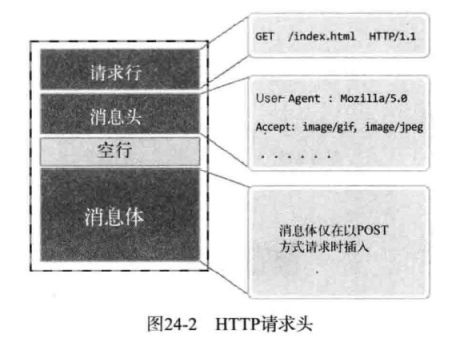 GET /index.html HTTP/1.1
请求行
消息头
User-Agent : Mozilla/5.0
Accept: image/gif, image/jpeg
. . . . . .
空行
消息体
消息体仅在以POST
方式请求时插入
图24-2 HTTP请求头